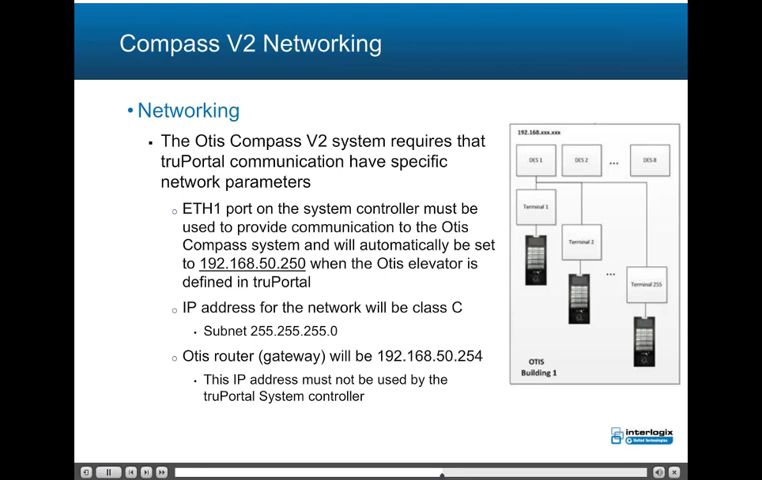 Compass V2 Networking
• Networking
▪ The Otis Compass V2 system requires that
truPortal communication have specific
network parameters
○ ETH1 port on the system controller must be
used to provide communication to the Otis
Compass system and will automatically be set
to 192.168.50.250 when the Otis elevator is
defined in truPortal
○ IP address for the network will be class C
• Subnet 255.255.255.0
○ Otis router (gateway) will be 192.168.50.254
• This IP address must not be used by the
truPortal System controller
192.168.xxx.xxx
DES 1 DES 2 ... DES 8
Terminal 1
Terminal 2
...
Terminal 255
OTIS
Building 1
interlogix
United Technologies